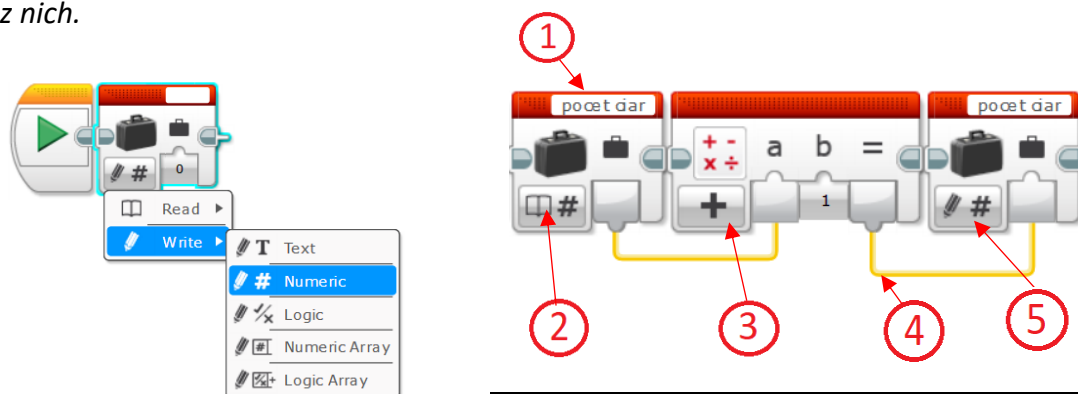 z nich.
0
#
Read
Write
T Text
# Numeric
Logic
# Numeric Array
Logic Array
1
počet čiar
počet čiar
+ -
x ÷
a b =
#
+
1
#
2
3
4
5